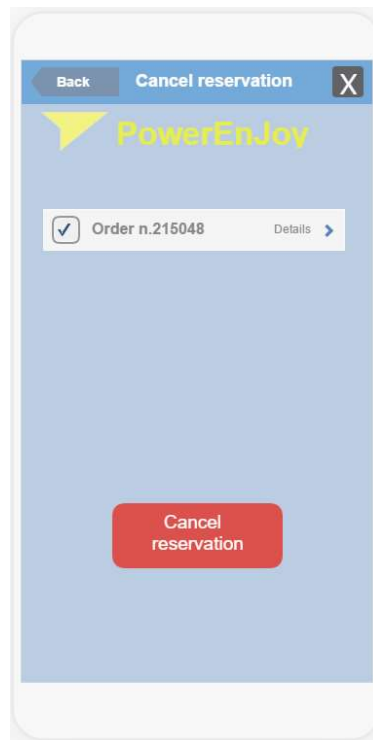 Back Cancel reservation X
PowerEnJoy
Order n.215048 Details
Cancel
reservation